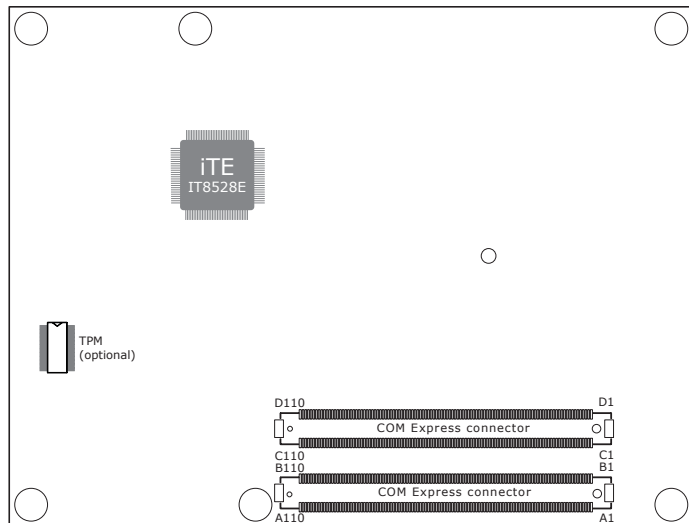 iTE
IT8528E
TPM
(optional)
D110
D1
COM Express connector
C110
C1
B110
B1
COM Express connector
A110
A1